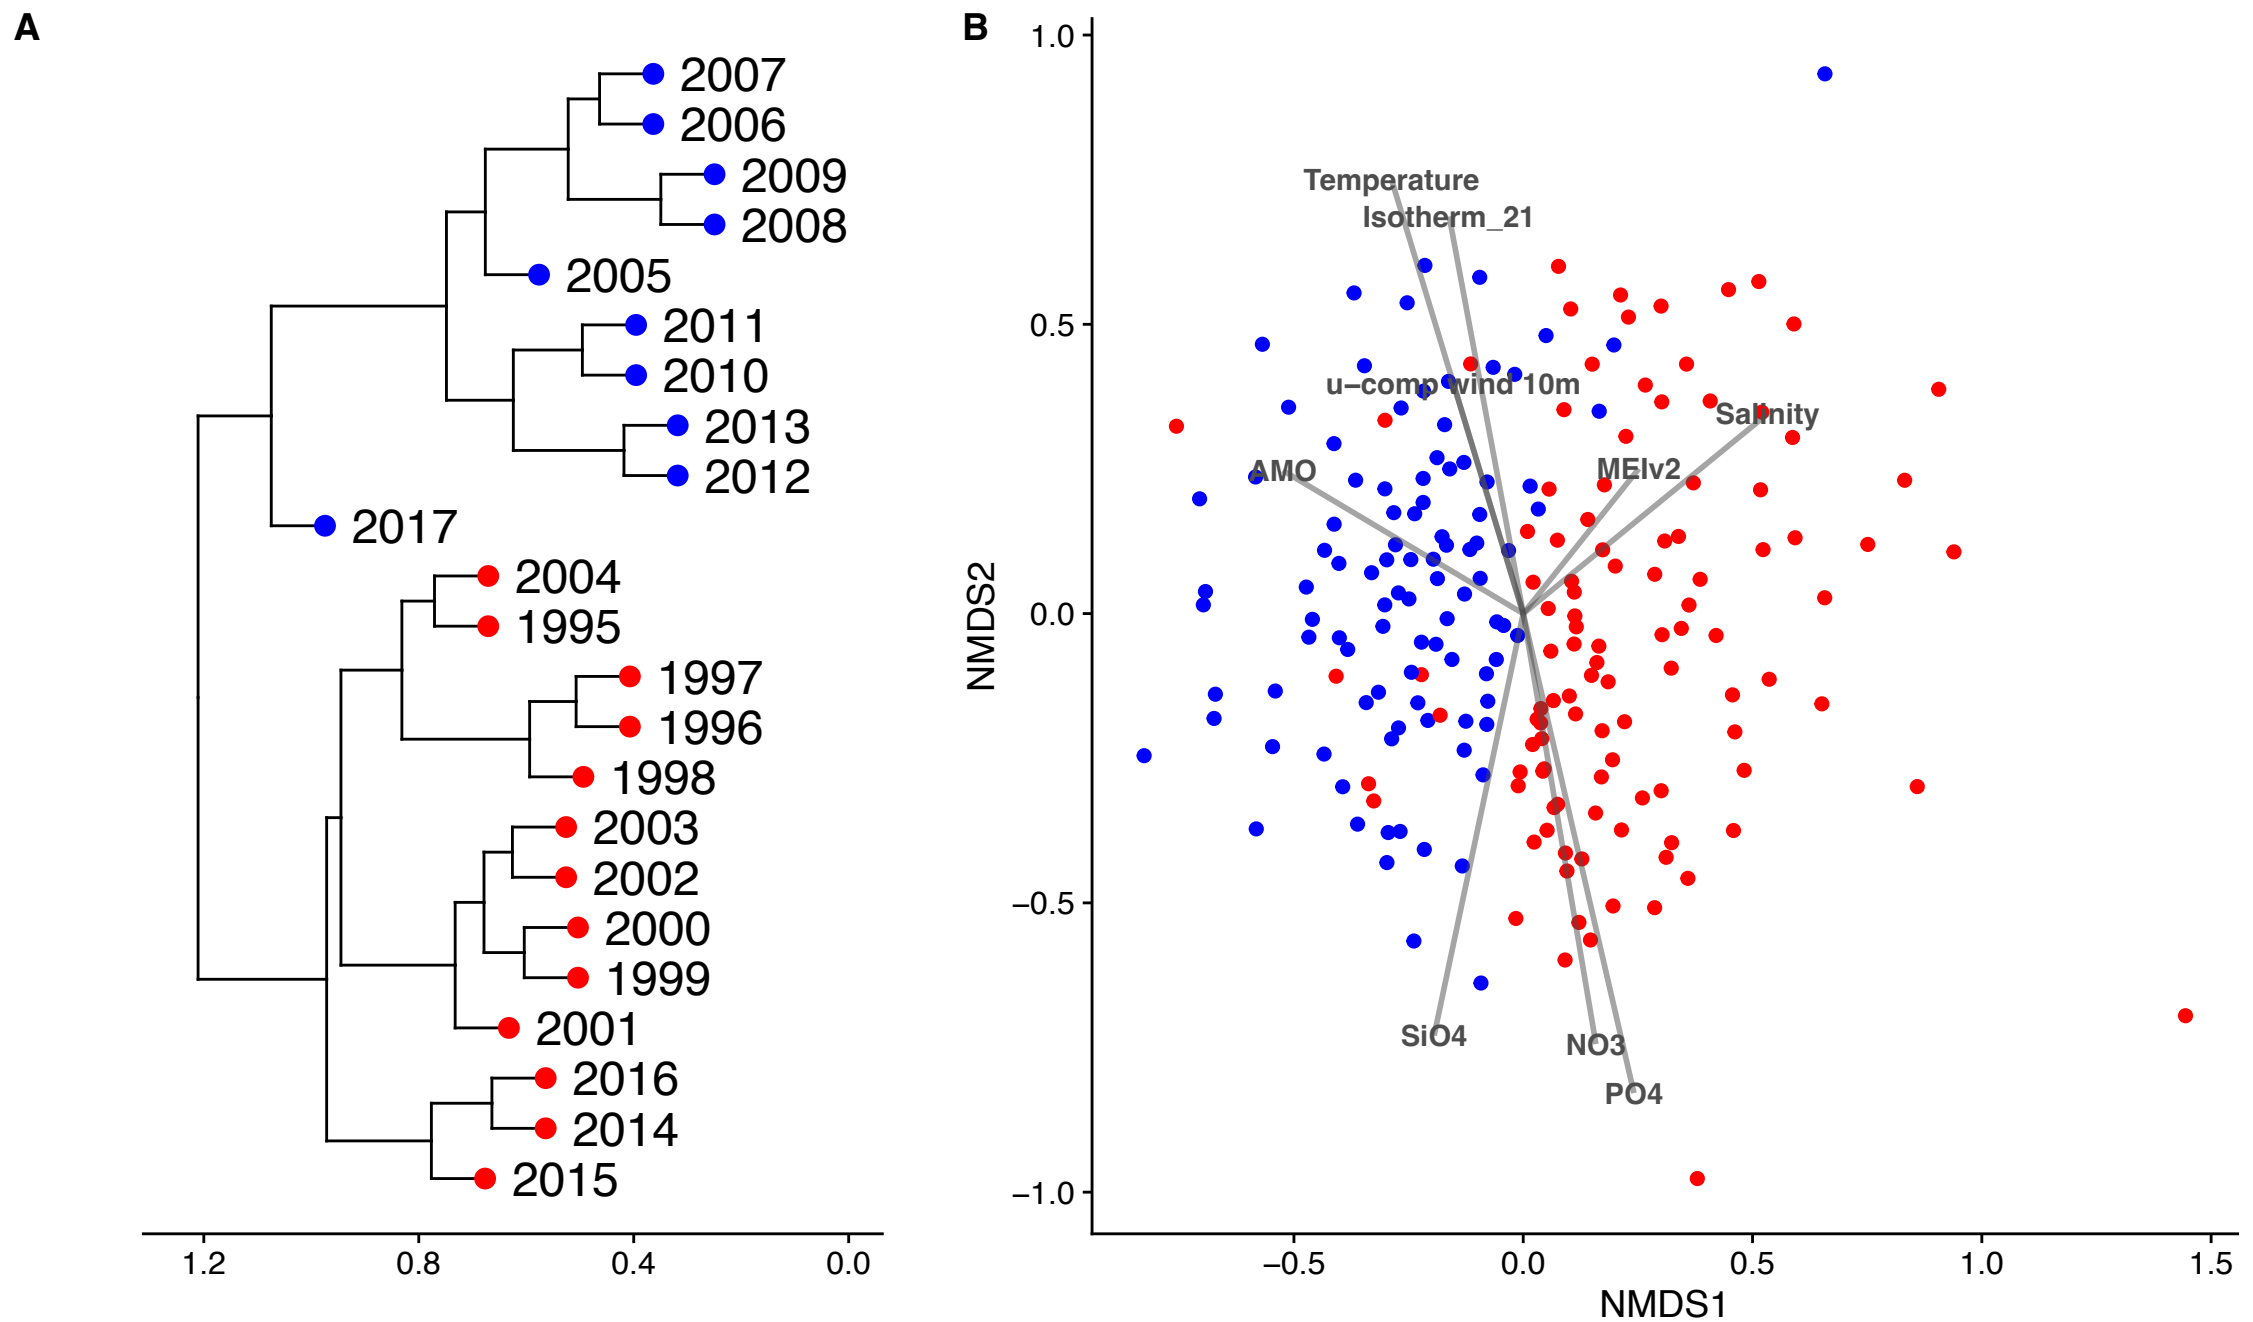 A
2007
2006
2009
2008
2005
2011
2010
2013
2012
2017
2004
1995
1997
1996
1998
2003
2002
2000
1999
2001
2016
2014
2015
1.2 0.8 0.4 0.0
B
1.0
0.5
0.0
−0.5
−1.0
NMDS2
Temperature
Isotherm_21
u−comp wind 10m
Salinity
AMO
MEIv2
SiO4
NO3
PO4
−0.5 0.0 0.5 1.0 1.5
NMDS1